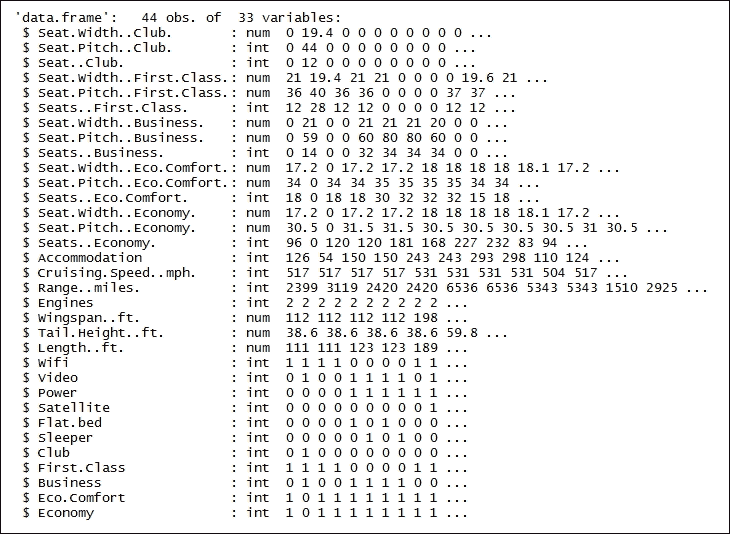 'data.frame':   44 obs. of  33 variables:
 $ Seat.Width..Club.       : num  0 19.4 0 0 0 0 0 0 0 0 ...
 $ Seat.Pitch..Club.       : int  0 44 0 0 0 0 0 0 0 0 ...
 $ Seat..Club.             : int  0 12 0 0 0 0 0 0 0 0 ...
 $ Seat.Width..First.Class.: num  21 19.4 21 21 0 0 0 0 19.6 21 ...
 $ Seat.Pitch..First.Class.: num  36 40 36 36 0 0 0 0 37 37 ...
 $ Seats..First.Class.     : int  12 28 12 12 0 0 0 0 12 12 ...
 $ Seat.Width..Business.   : num  0 21 0 0 21 21 21 20 0 0 ...
 $ Seat.Pitch..Business.   : num  0 59 0 0 60 80 80 60 0 0 ...
 $ Seats..Business.        : int  0 14 0 0 32 34 34 34 0 0 ...
 $ Seat.Width..Eco.Comfort.: num  17.2 0 17.2 17.2 18 18 18 18 18.1 17.2 ...
 $ Seat.Pitch..Eco.Comfort.: num  34 0 34 34 35 35 35 35 34 34 ...
 $ Seats..Eco.Comfort.     : int  18 0 18 18 30 32 32 32 15 18 ...
 $ Seat.Width..Economy.    : num  17.2 0 17.2 17.2 18 18 18 18 18.1 17.2 ...
 $ Seat.Pitch..Economy.    : num  30.5 0 31.5 31.5 30.5 30.5 30.5 30.5 31 30.5 ...
 $ Seats..Economy.         : int  96 0 120 120 181 168 227 232 83 94 ...
 $ Accommodation           : int  126 54 150 150 243 243 293 298 110 124 ...
 $ Cruising.Speed..mph.    : int  517 517 517 517 531 531 531 531 504 517 ...
 $ Range..miles.           : int  2399 3119 2420 2420 6536 6536 5343 5343 1510 2925 ...
 $ Engines                 : int  2 2 2 2 2 2 2 2 2 2 ...
 $ Wingspan..ft.           : num  112 112 112 112 198 ...
 $ Tail.Height..ft.        : num  38.6 38.6 38.6 38.6 59.8 ...
 $ Length..ft.             : num  111 111 123 123 189 ...
 $ Wifi                    : int  1 1 1 1 0 0 0 0 1 1 ...
 $ Video                   : int  0 1 0 0 1 1 1 1 0 1 ...
 $ Power                   : int  0 0 0 0 1 1 1 1 1 1 ...
 $ Satellite               : int  0 0 0 0 0 0 0 0 0 1 ...
 $ Flat.bed                : int  0 0 0 0 1 0 1 0 0 0 ...
 $ Sleeper                 : int  0 0 0 0 0 1 0 1 0 0 ...
 $ Club                    : int  0 1 0 0 0 0 0 0 0 0 ...
 $ First.Class             : int  1 1 1 1 0 0 0 0 1 1 ...
 $ Business                : int  0 1 0 0 1 1 1 1 0 0 ...
 $ Eco.Comfort             : int  1 0 1 1 1 1 1 1 1 1 ...
 $ Economy                 : int  1 0 1 1 1 1 1 1 1 1 ...